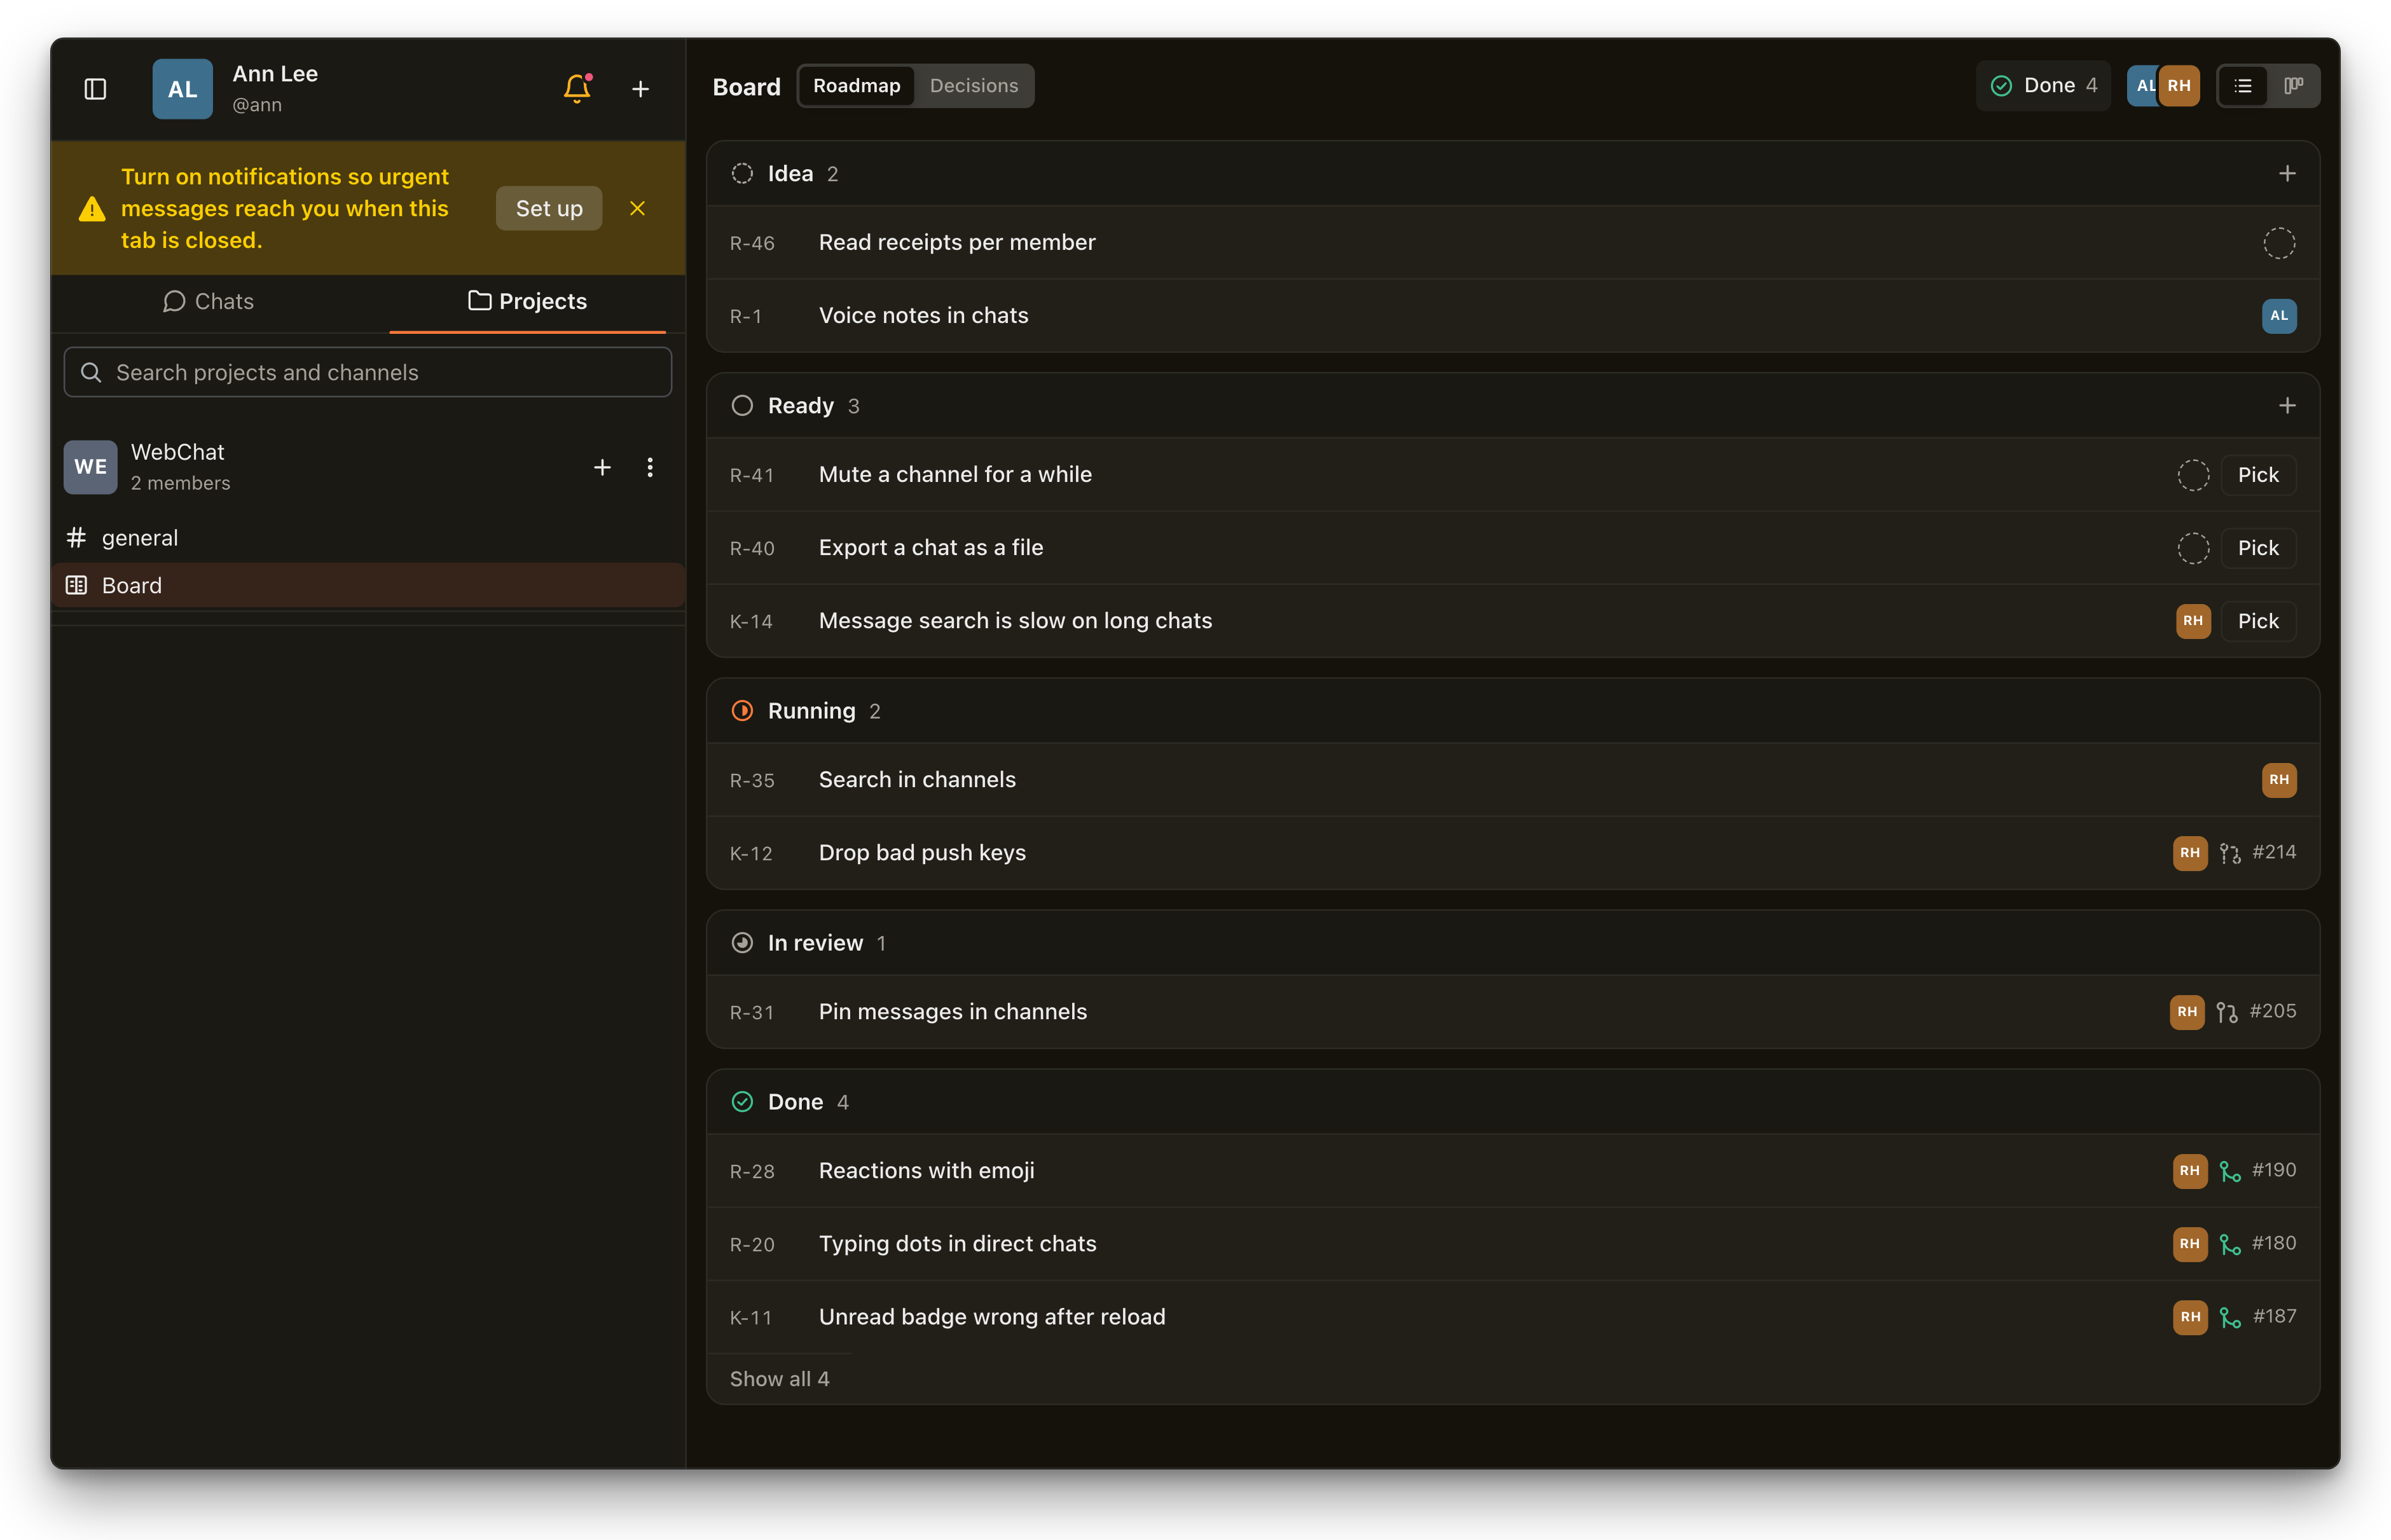 AL
Ann Lee
@ann
Turn on notifications so urgent
messages reach you when this
tab is closed.
Set up
Chats
Projects
Search projects and channels
WE
WebChat
2 members
# general
Board
Board
Roadmap
Decisions
Done 4
AL
RH
Idea 2
R-46 Read receipts per member
R-1 Voice notes in chats AL
Ready 3
R-41 Mute a channel for a while Pick
R-40 Export a chat as a file Pick
K-14 Message search is slow on long chats RH Pick
Running 2
R-35 Search in channels RH
K-12 Drop bad push keys RH #214
In review 1
R-31 Pin messages in channels RH #205
Done 4
R-28 Reactions with emoji RH #190
R-20 Typing dots in direct chats RH #180
K-11 Unread badge wrong after reload RH #187
Show all 4